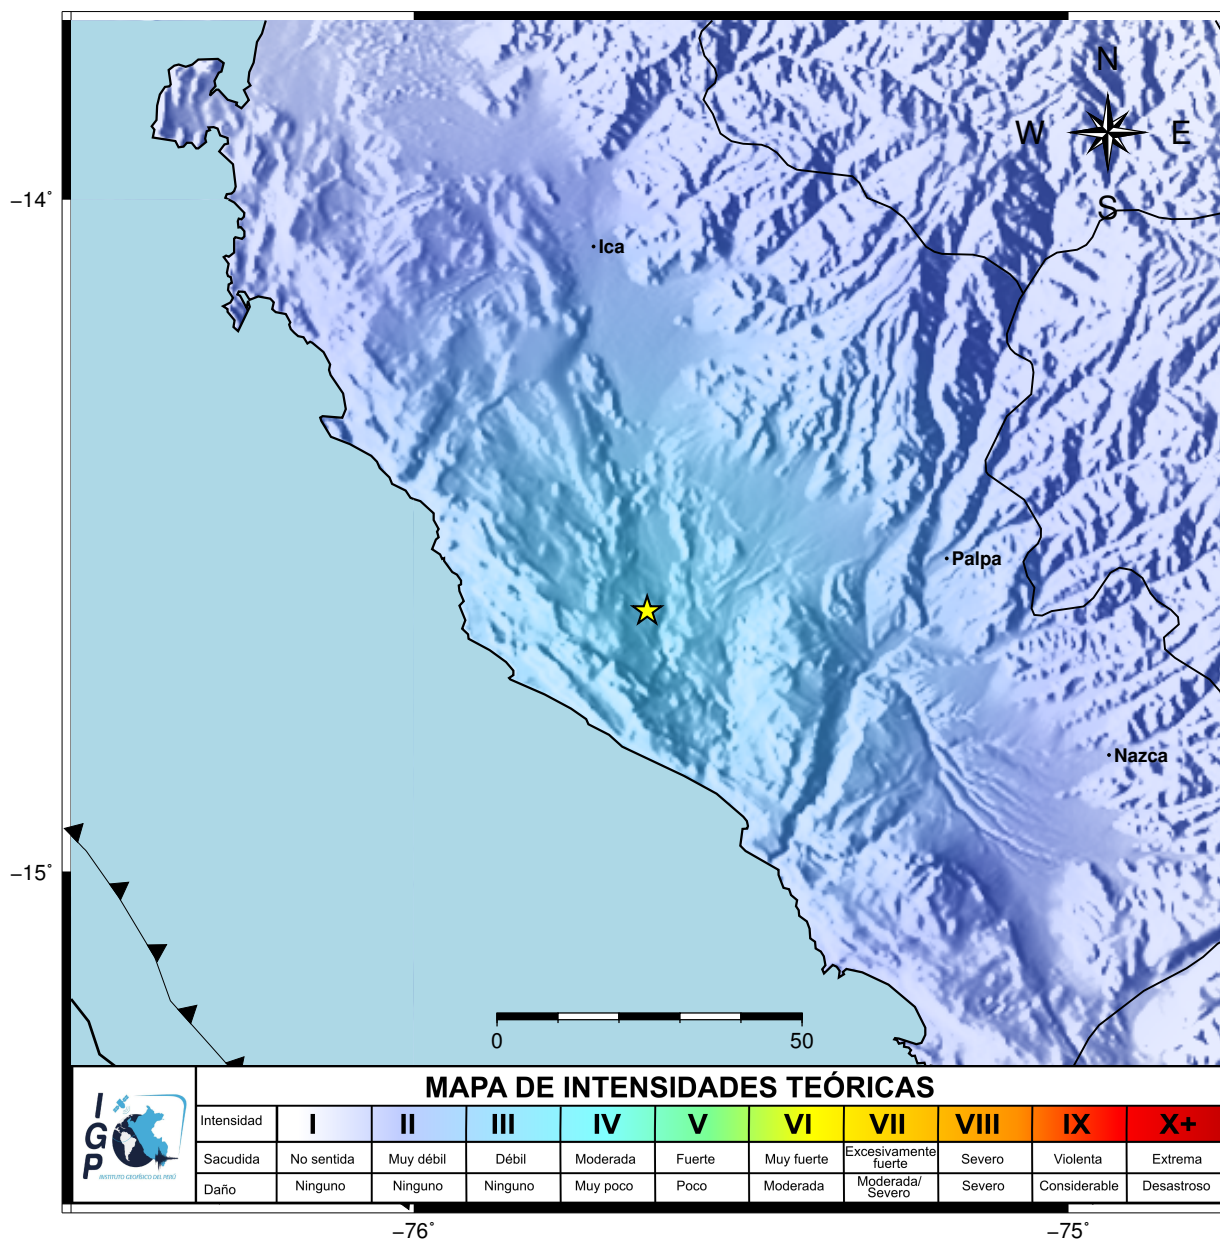 N
W E
S
−14°
Ica
Palpa
Nazca
−15°
0 50
MAPA DE INTENSIDADES TEÓRICAS
IGP
INSTITUTO GEOFÍSICO DEL PERÚ
Intensidad I II III IV V VI VII VIII IX X+
Sacudida No sentida Muy débil Débil Moderada Fuerte Muy fuerte Excesivamente fuerte Severo Violenta Extrema
Daño Ninguno Ninguno Ninguno Muy poco Poco Moderada Moderada/ Severo Severo Considerable Desastroso
−76° −75°